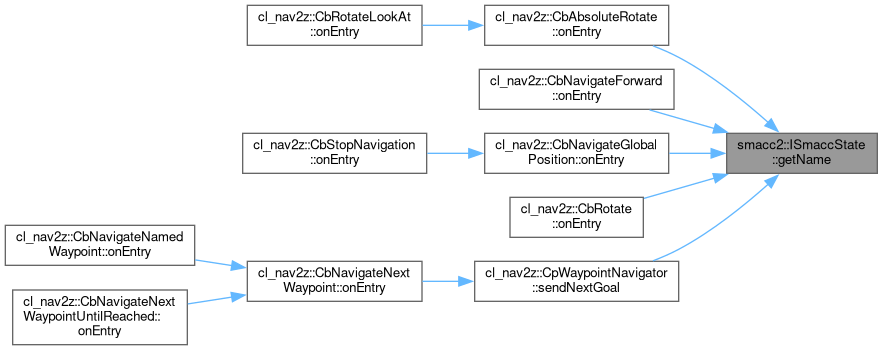 cl_nav2z::CbRotateLookAt
::onEntry
cl_nav2z::CbAbsoluteRotate
::onEntry
cl_nav2z::CbNavigateForward
::onEntry
cl_nav2z::CbStopNavigation
::onEntry
cl_nav2z::CbNavigateGlobal
Position::onEntry
smacc2::ISmaccState
::getName
cl_nav2z::CbRotate
::onEntry
cl_nav2z::CbNavigateNamed
Waypoint::onEntry
cl_nav2z::CbNavigateNext
Waypoint::onEntry
cl_nav2z::CpWaypointNavigator
::sendNextGoal
cl_nav2z::CbNavigateNext
WaypointUntilReached::
onEntry